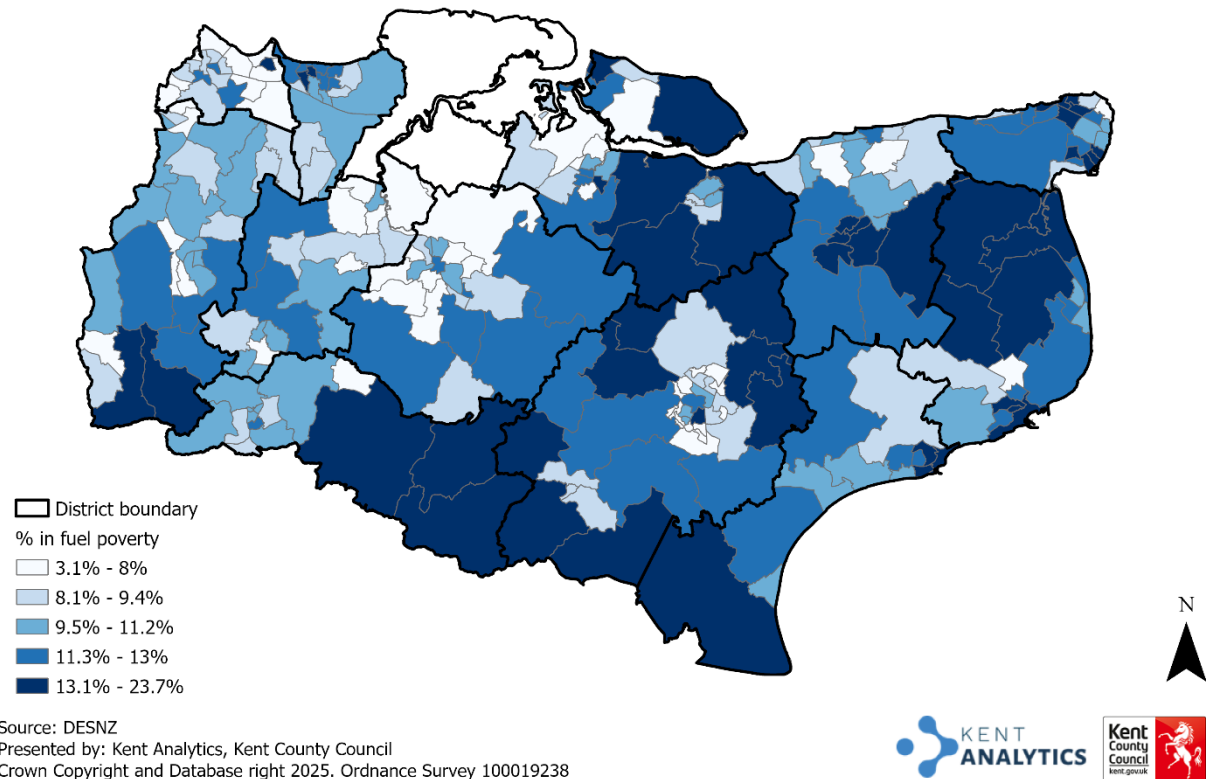 District boundary
% in fuel poverty
3.1% - 8%
8.1% - 9.4%
9.5% - 11.2%
11.3% - 13%
13.1% - 23.7%
N
Source: DESNZ
Presented by: Kent Analytics, Kent County Council
Crown Copyright and Database right 2025. Ordnance Survey 100019238
KENT
ANALYTICS
Kent
County
Council
kent.gov.uk